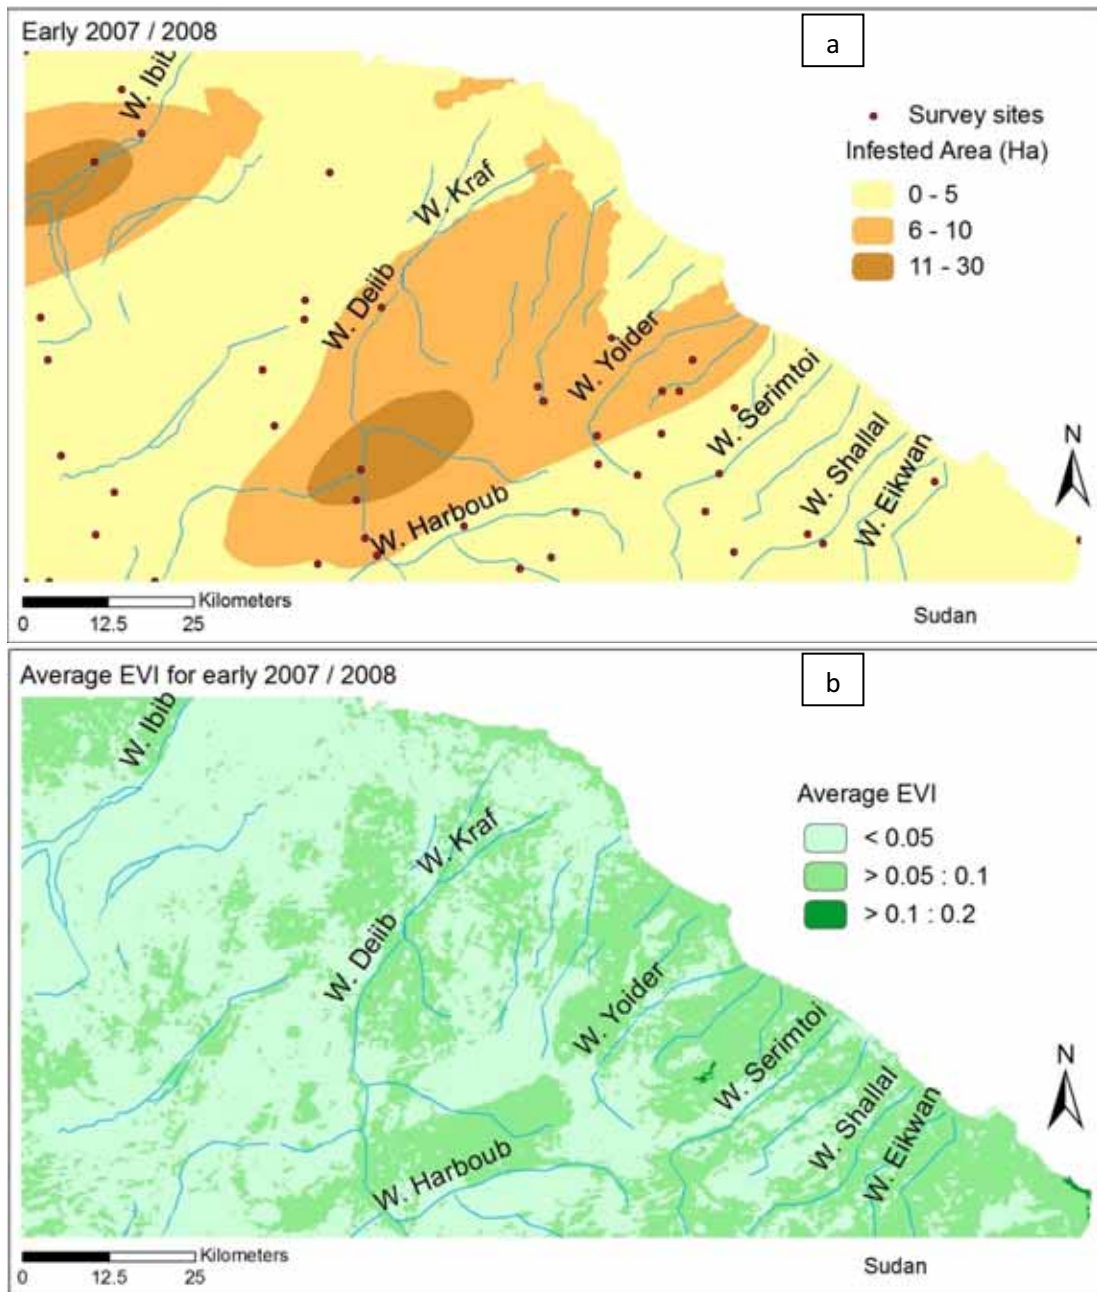 Early 2007 / 2008
a
W. Ibib
Survey sites
Infested Area (Ha)
0 - 5
6 - 10
11 - 30
W. Kraf
W. Deiib
W. Yoider
W. Serimtoi
W. Shallal
W. Eikwan
W. Harboub
N
Kilometers
0 12.5 25
Sudan
Average EVI for early 2007 / 2008
b
W. Ibib
Average EVI
< 0.05
> 0.05 : 0.1
> 0.1 : 0.2
W. Kraf
W. Deiib
W. Yoider
W. Serimtoi
W. Shallal
W. Eikwan
W. Harboub
N
Kilometers
0 12.5 25
Sudan